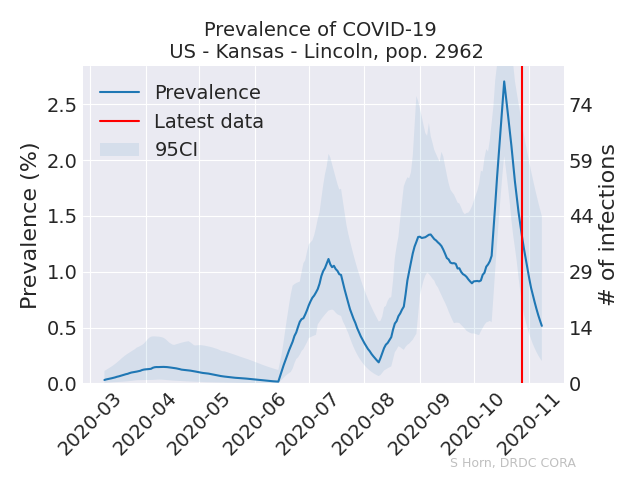 Prevalence of COVID-19
US - Kansas - Lincoln, pop. 2962
Prevalence
Latest data
95CI
Prevalence (%)
2.5
2.0
1.5
1.0
0.5
0.0
74
59
44
29
14
0
# of infections
2020-03
2020-04
2020-05
2020-06
2020-07
2020-08
2020-09
2020-10
2020-11
S Horn, DRDC CORA